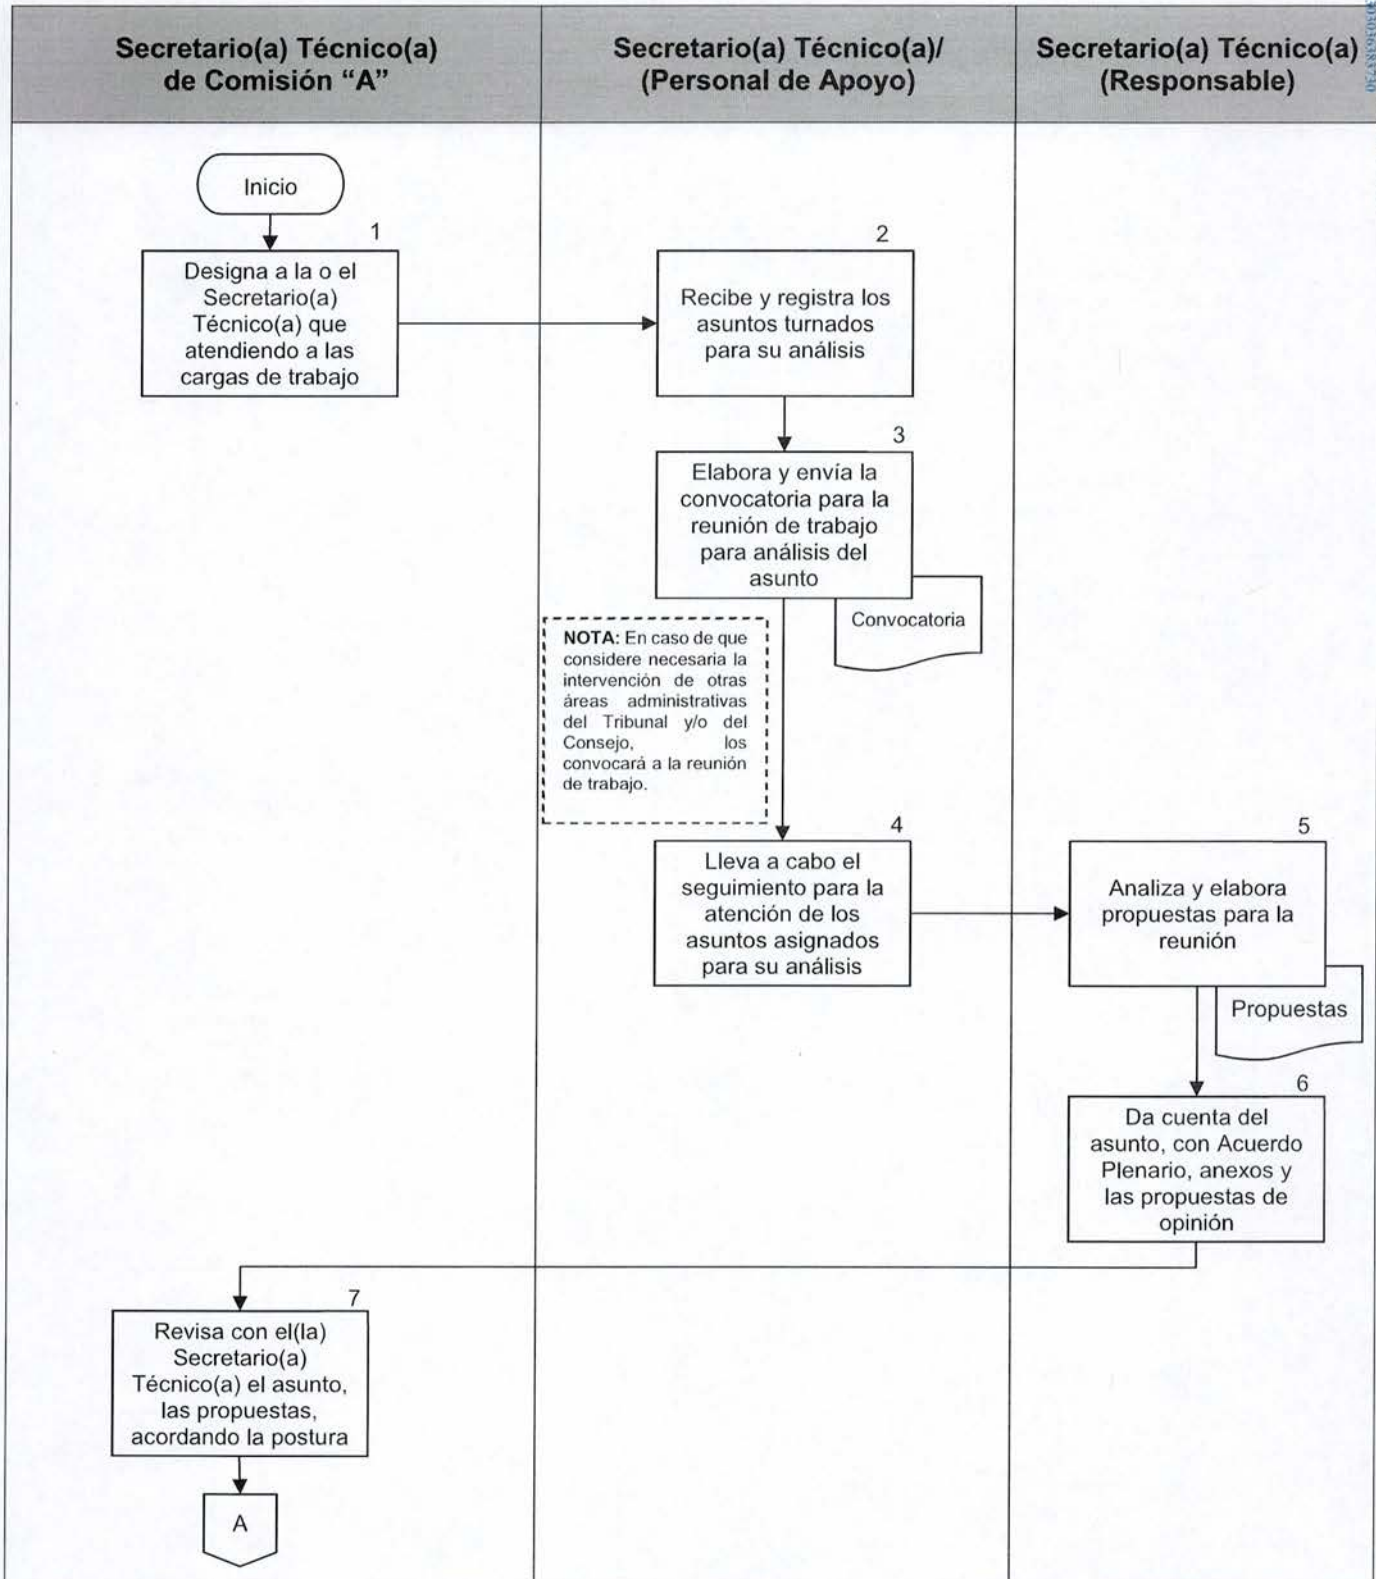 Secretario(a) Técnico(a)
de Comisión “A”
Secretario(a) Técnico(a)/
(Personal de Apoyo)
Secretario(a) Técnico(a)
(Responsable)
Inicio
1
Designa a la o el
Secretario(a)
Técnico(a) que
atendiendo a las
cargas de trabajo
2
Recibe y registra los
asuntos turnados
para su análisis
3
Elabora y envía la
convocatoria para la
reunión de trabajo
para análisis del
asunto
Convocatoria
NOTA: En caso de que
considere necesaria la
intervención de otras
áreas administrativas
del Tribunal y/o del
Consejo, los
convocará a la reunión
de trabajo.
4
Lleva a cabo el
seguimiento para la
atención de los
asuntos asignados
para su análisis
5
Analiza y elabora
propuestas para la
reunión
Propuestas
6
Da cuenta del
asunto, con Acuerdo
Plenario, anexos y
las propuestas de
opinión
7
Revisa con el(la)
Secretario(a)
Técnico(a) el asunto,
las propuestas,
acordando la postura
A